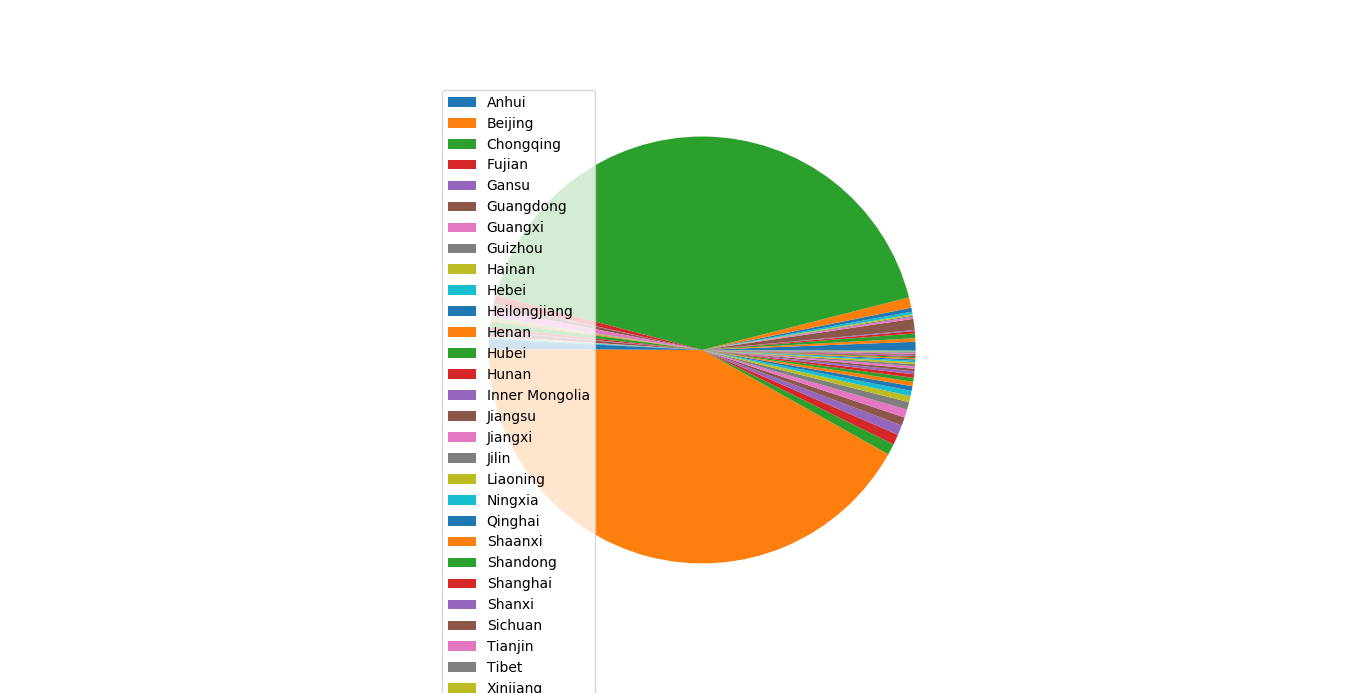 Anhui
Beijing
Chongqing
Fujian
Gansu
Guangdong
Guangxi
Guizhou
Hainan
Hebei
Heilongjiang
Henan
Hubei
Hunan
Inner Mongolia
Jiangsu
Jiangxi
Jilin
Liaoning
Ningxia
Qinghai
Shaanxi
Shandong
Shanghai
Shanxi
Sichuan
Tianjin
Tibet
Xinjiang